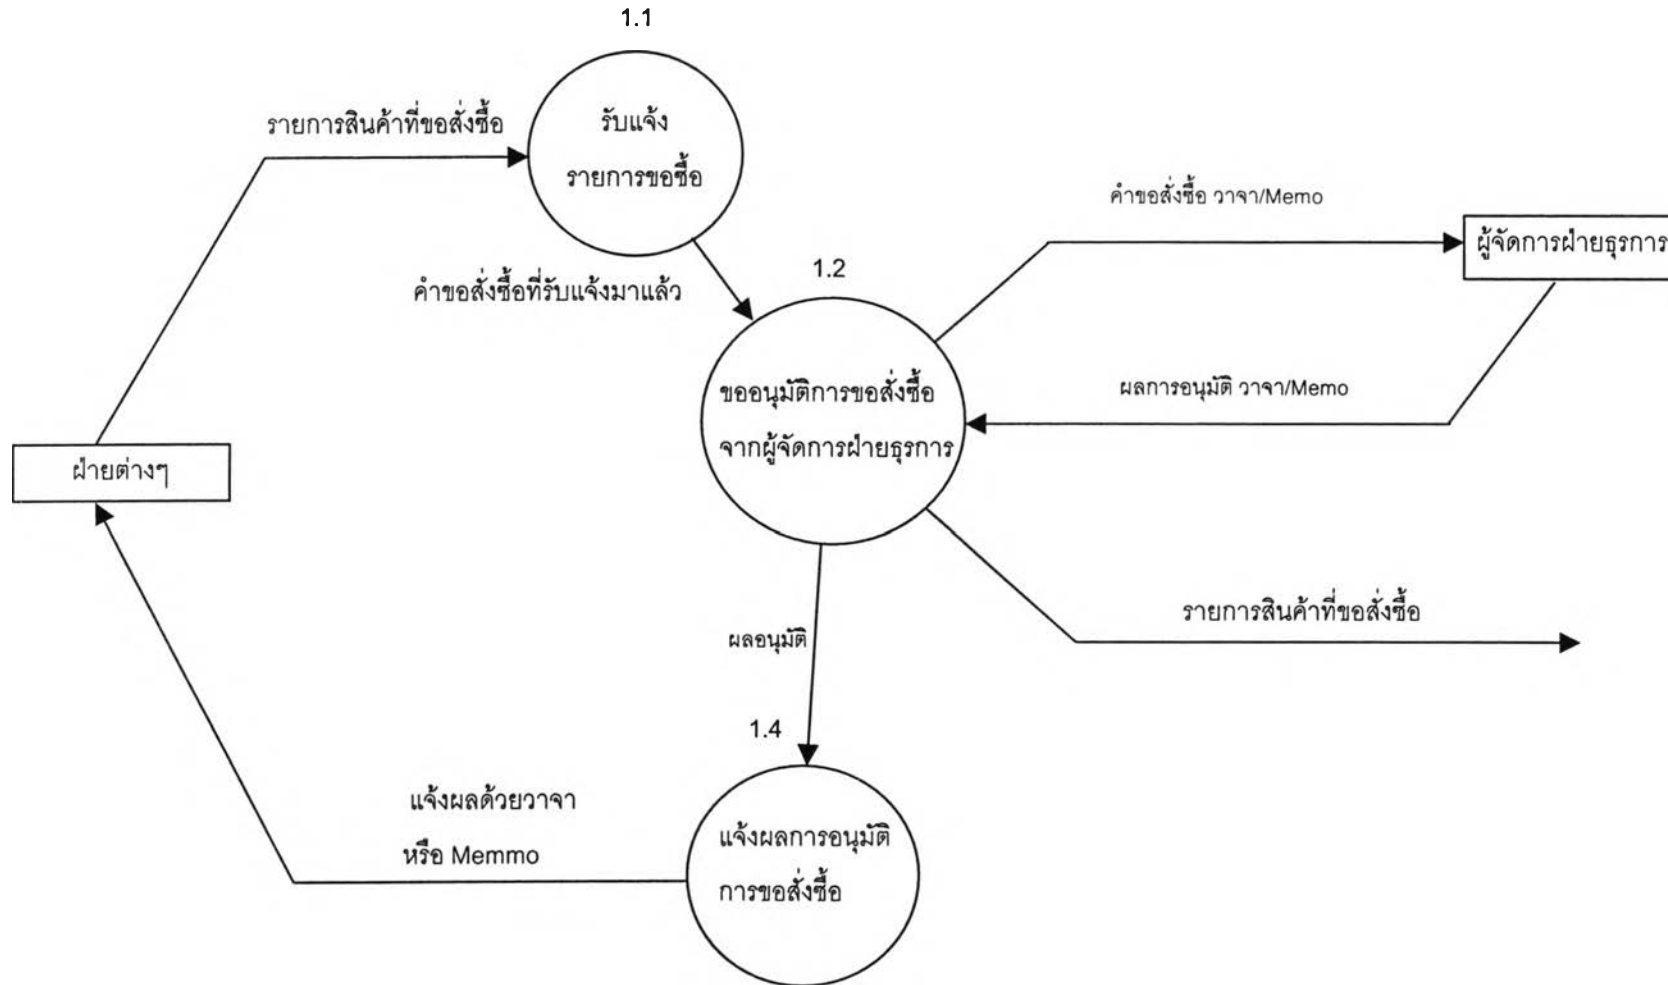 1.1
รับแจ้ง
รายการขอซื้อ
รายการสินค้าที่ขอสั่งซื้อ
คำขอสั่งซื้อ วาจา/Memo
ผู้จัดการฝ่ายธุรการ
1.2
คำขอสั่งซื้อที่รับแจ้งมาแล้ว
ขออนุมัติการขอสั่งซื้อ
จากผู้จัดการฝ่ายธุรการ
ผลการอนุมัติ วาจา/Memo
ฝ่ายต่างๆ
รายการสินค้าที่ขอสั่งซื้อ
ผลอนุมัติ
1.4
แจ้งผลด้วยวาจา
หรือ Memmo
แจ้งผลการอนุมัติ
การขอสั่งซื้อ